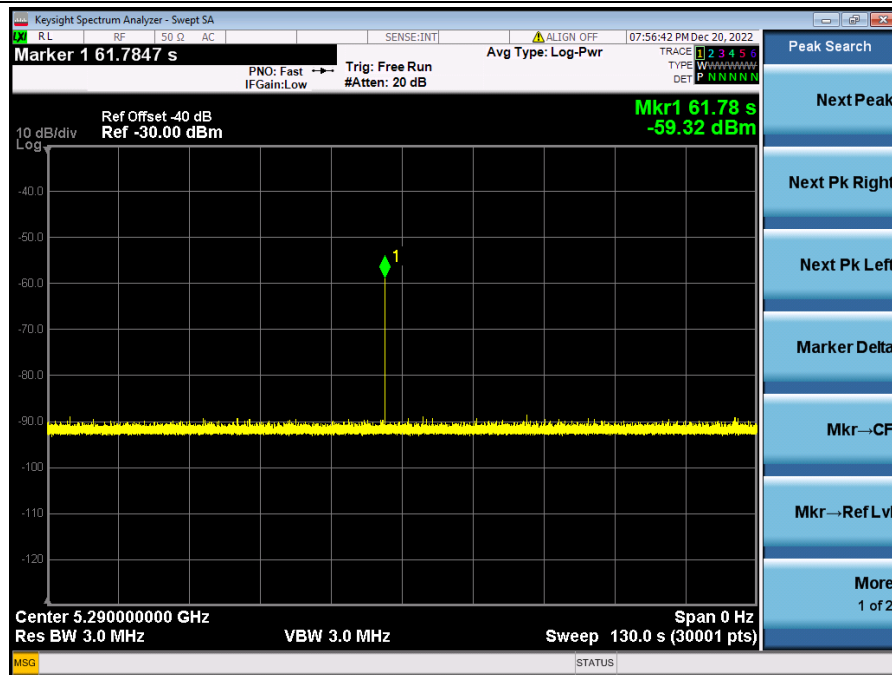 Keysight Spectrum Analyzer - Swept SA
LXI RL RF 50 Ω AC SENSE:INT ALIGN OFF 07:56:42 PM Dec 20, 2022
Marker 1 61.7847 s
PNO: Fast
IFGain:Low
Trig: Free Run
#Atten: 20 dB
Avg Type: Log-Pwr
TRACE 1 2 3 4 5 6
TYPE W
DET P N N N N N
Peak Search
Next Peak
Next Pk Right
Next Pk Left
Marker Delta
Mkr→CF
Mkr→Ref Lvl
More
1 of 2
Mkr1 61.78 s
-59.32 dBm
Ref Offset -40 dB
Ref -30.00 dBm
10 dB/div
Log
-40.0
-50.0
-60.0
-70.0
-80.0
-90.0
-100
-110
-120
1
Center 5.290000000 GHz
Span 0 Hz
Res BW 3.0 MHz
VBW 3.0 MHz
Sweep 130.0 s (30001 pts)
MSG
STATUS